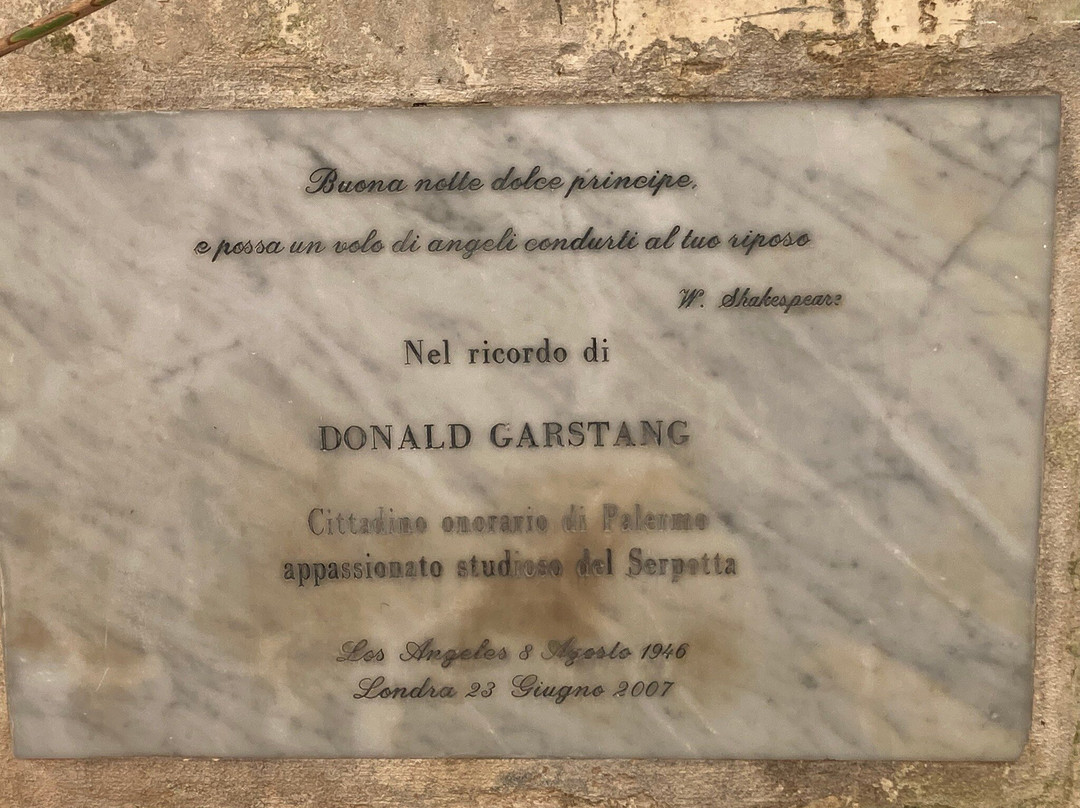 Buona notte dolce principe,
e possa un volo di angeli condurti al tuo riposo
W. Shakespeare
Nel ricordo di
DONALD GARSTANG
Cittadino onorario di Palermo
appassionato studioso del Serpotta
Los Angeles 8 Agosto 1946
Londra 23 Giugno 2007